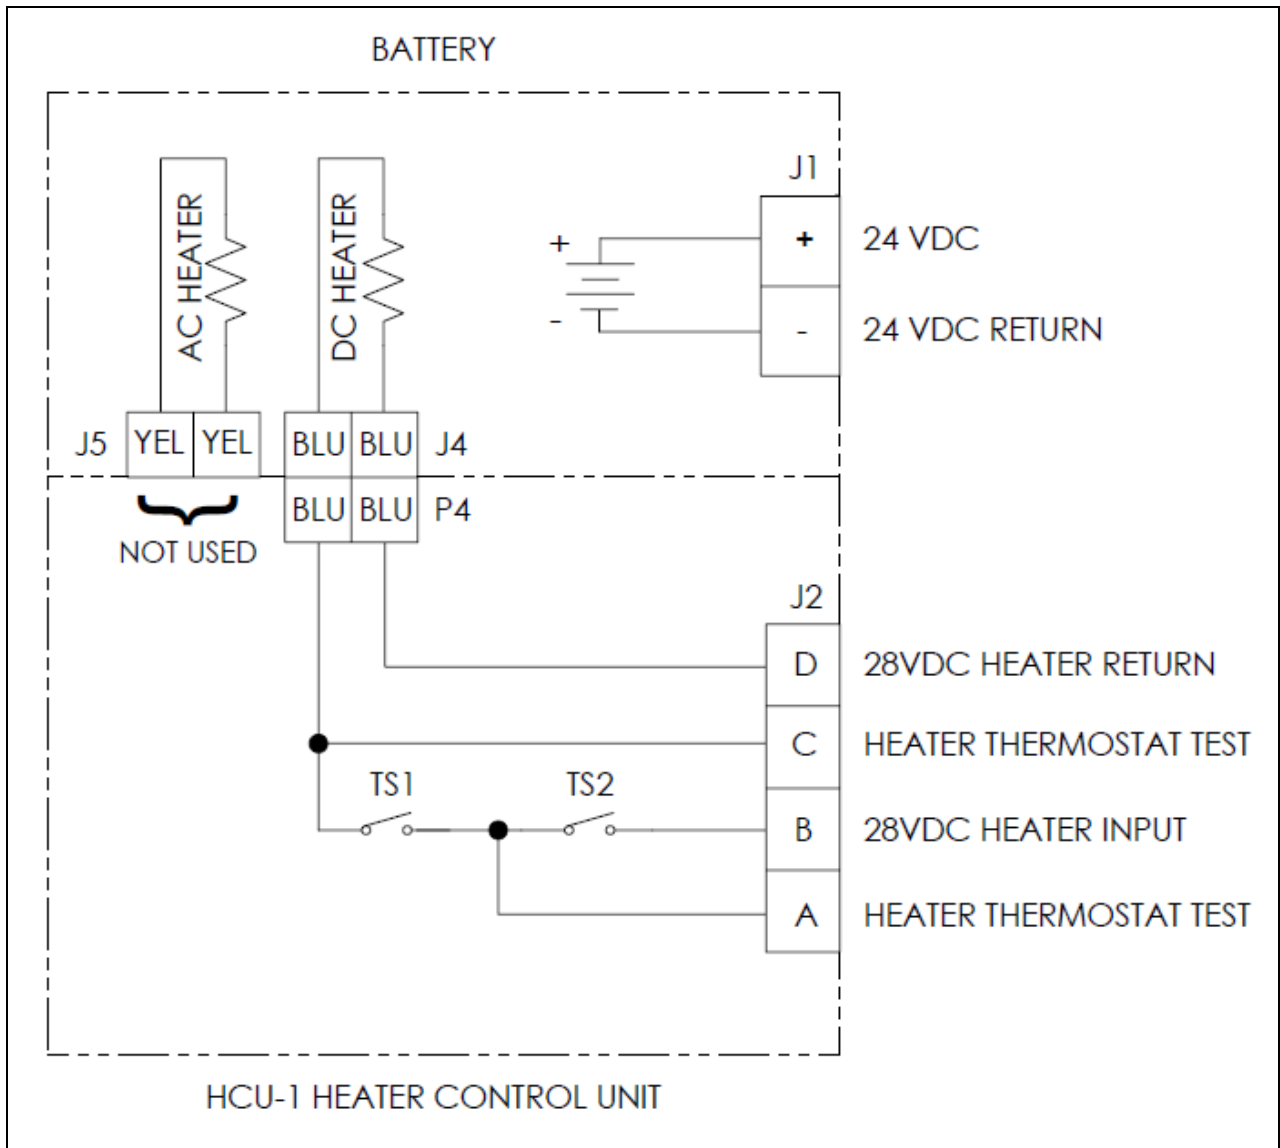 BATTERY
J1
AC HEATER
DC HEATER
+
+
24 VDC
-
-
24 VDC RETURN
J5
YEL
YEL
BLU
BLU
J4
BLU
BLU
P4
NOT USED
J2
D
28VDC HEATER RETURN
C
HEATER THERMOSTAT TEST
TS1
TS2
B
28VDC HEATER INPUT
A
HEATER THERMOSTAT TEST
HCU-1 HEATER CONTROL UNIT